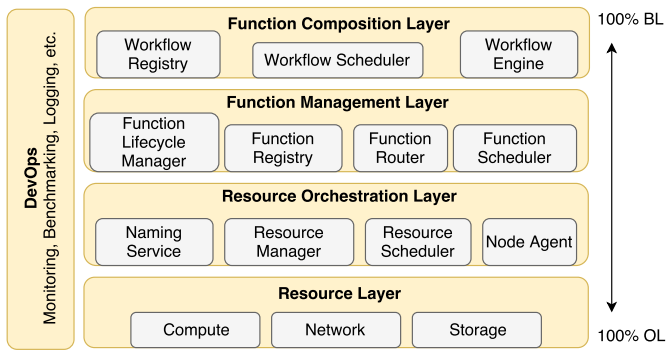 DevOps
Monitoring, Benchmarking, Logging, etc.
Function Composition Layer
Workflow
Registry
Workflow Scheduler
Workflow
Engine
Function Management Layer
Function
Lifecycle
Manager
Function
Registry
Function
Router
Function
Scheduler
Resource Orchestration Layer
Naming
Service
Resource
Manager
Resource
Scheduler
Node Agent
Resource Layer
Compute
Network
Storage
100% BL
100% OL